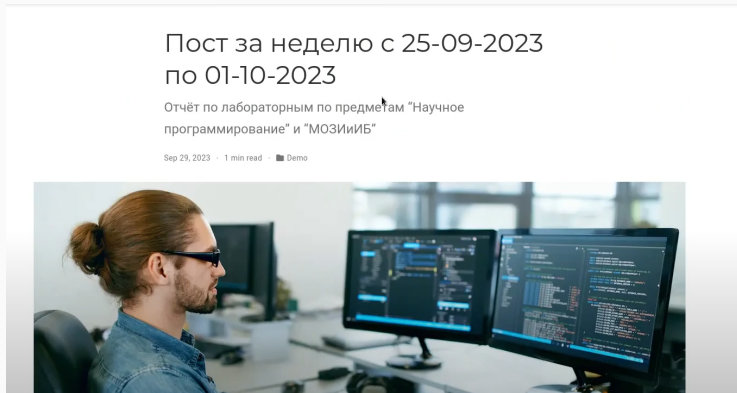 Пост за неделю с 25-09-2023
по 01-10-2023
Отчёт по лабораторным по предметам "Научное
программирование" и "МОЗИиИБ"
Sep 29, 2023 · 1 min read · Demo